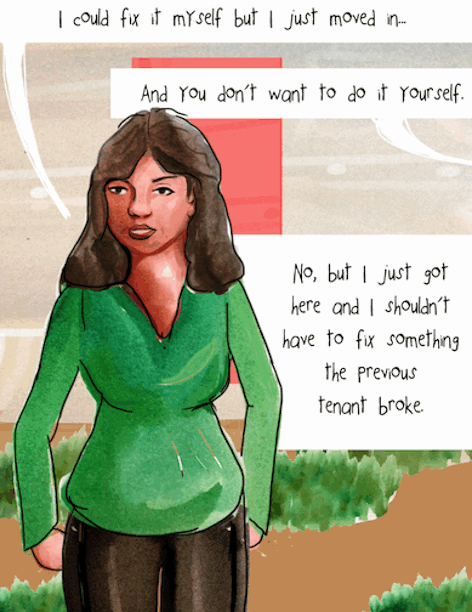 I could fix it myself but I just moved in...
And you don't want to do it yourself.
No, but I just got
here and I shouldn't
have to fix something
the previous
tenant broke.